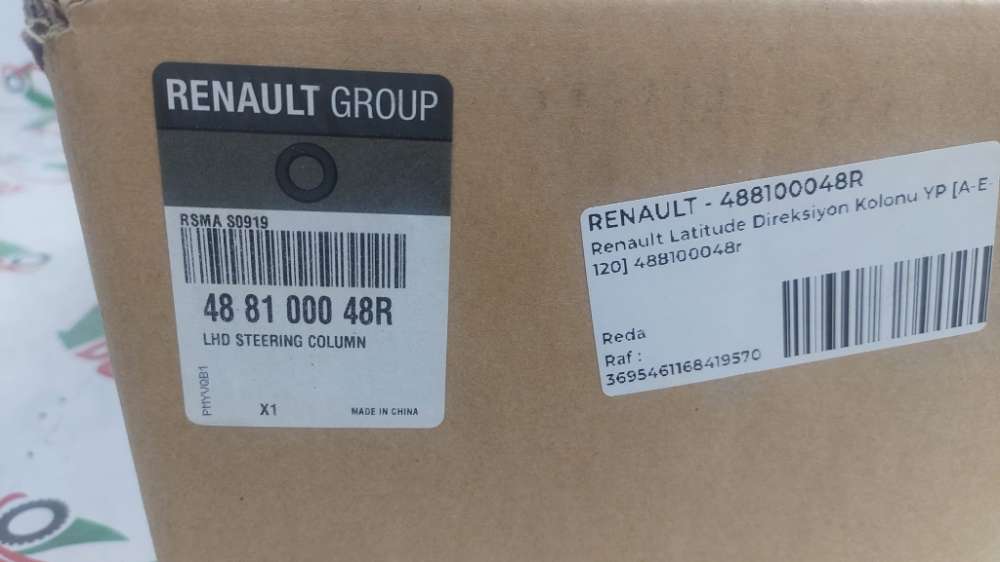 RENAULT GROUP
RSMA S0919
48 81 000 48R
LHD STEERING COLUMN
PMYVQB1
X1
MADE IN CHINA
RENAULT - 488100048R
Renault Latitude Direksiyon Kolonu YP [A-E-
120] 488100048r
Reda
Raf :
3695461168419570